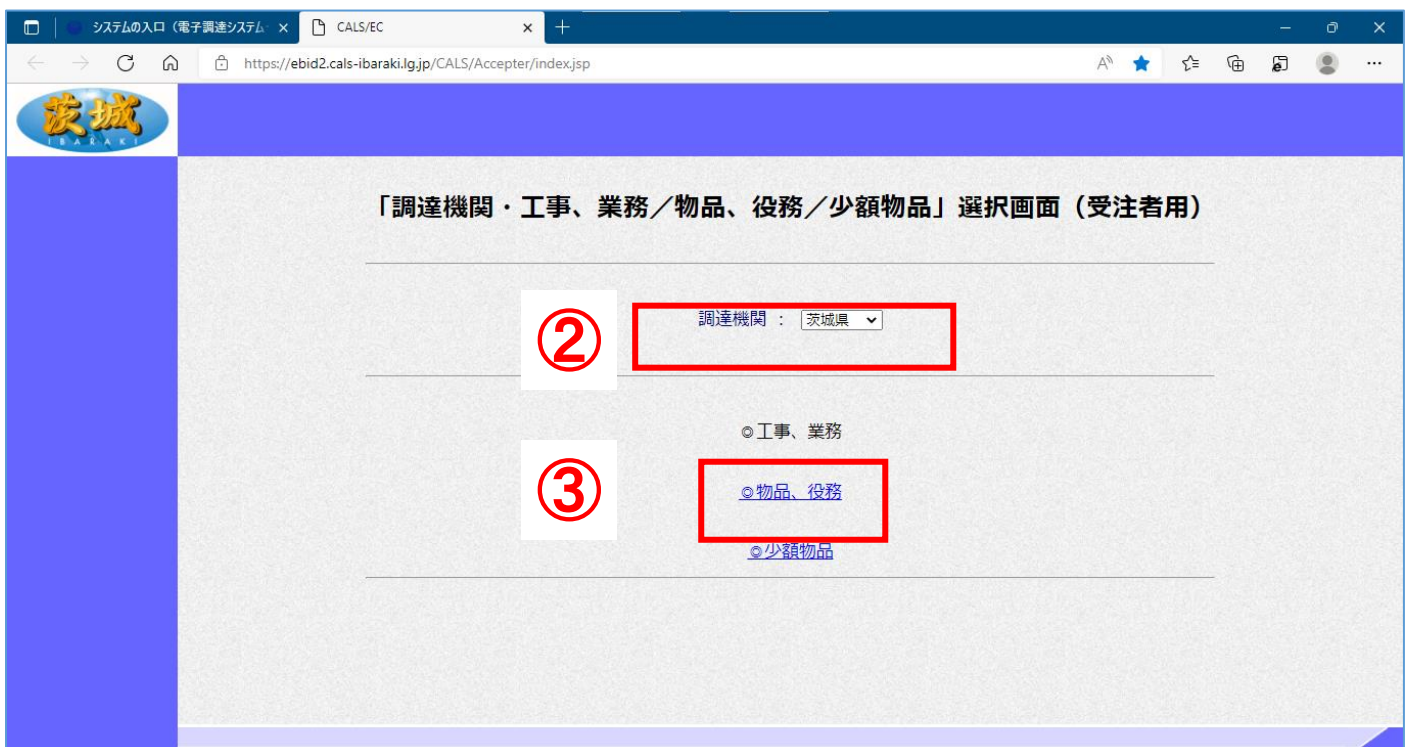 システムの入口（電子調達システム
CALS/EC
https://ebid2.cals-ibaraki.lg.jp/CALS/Accepter/index.jsp
茨城
IBARAKI
「調達機関・工事、業務／物品、役務／少額物品」選択画面（受注者用）
②
調達機関 ： 茨城県
◎工事、業務
③
◎物品、役務
◎少額物品